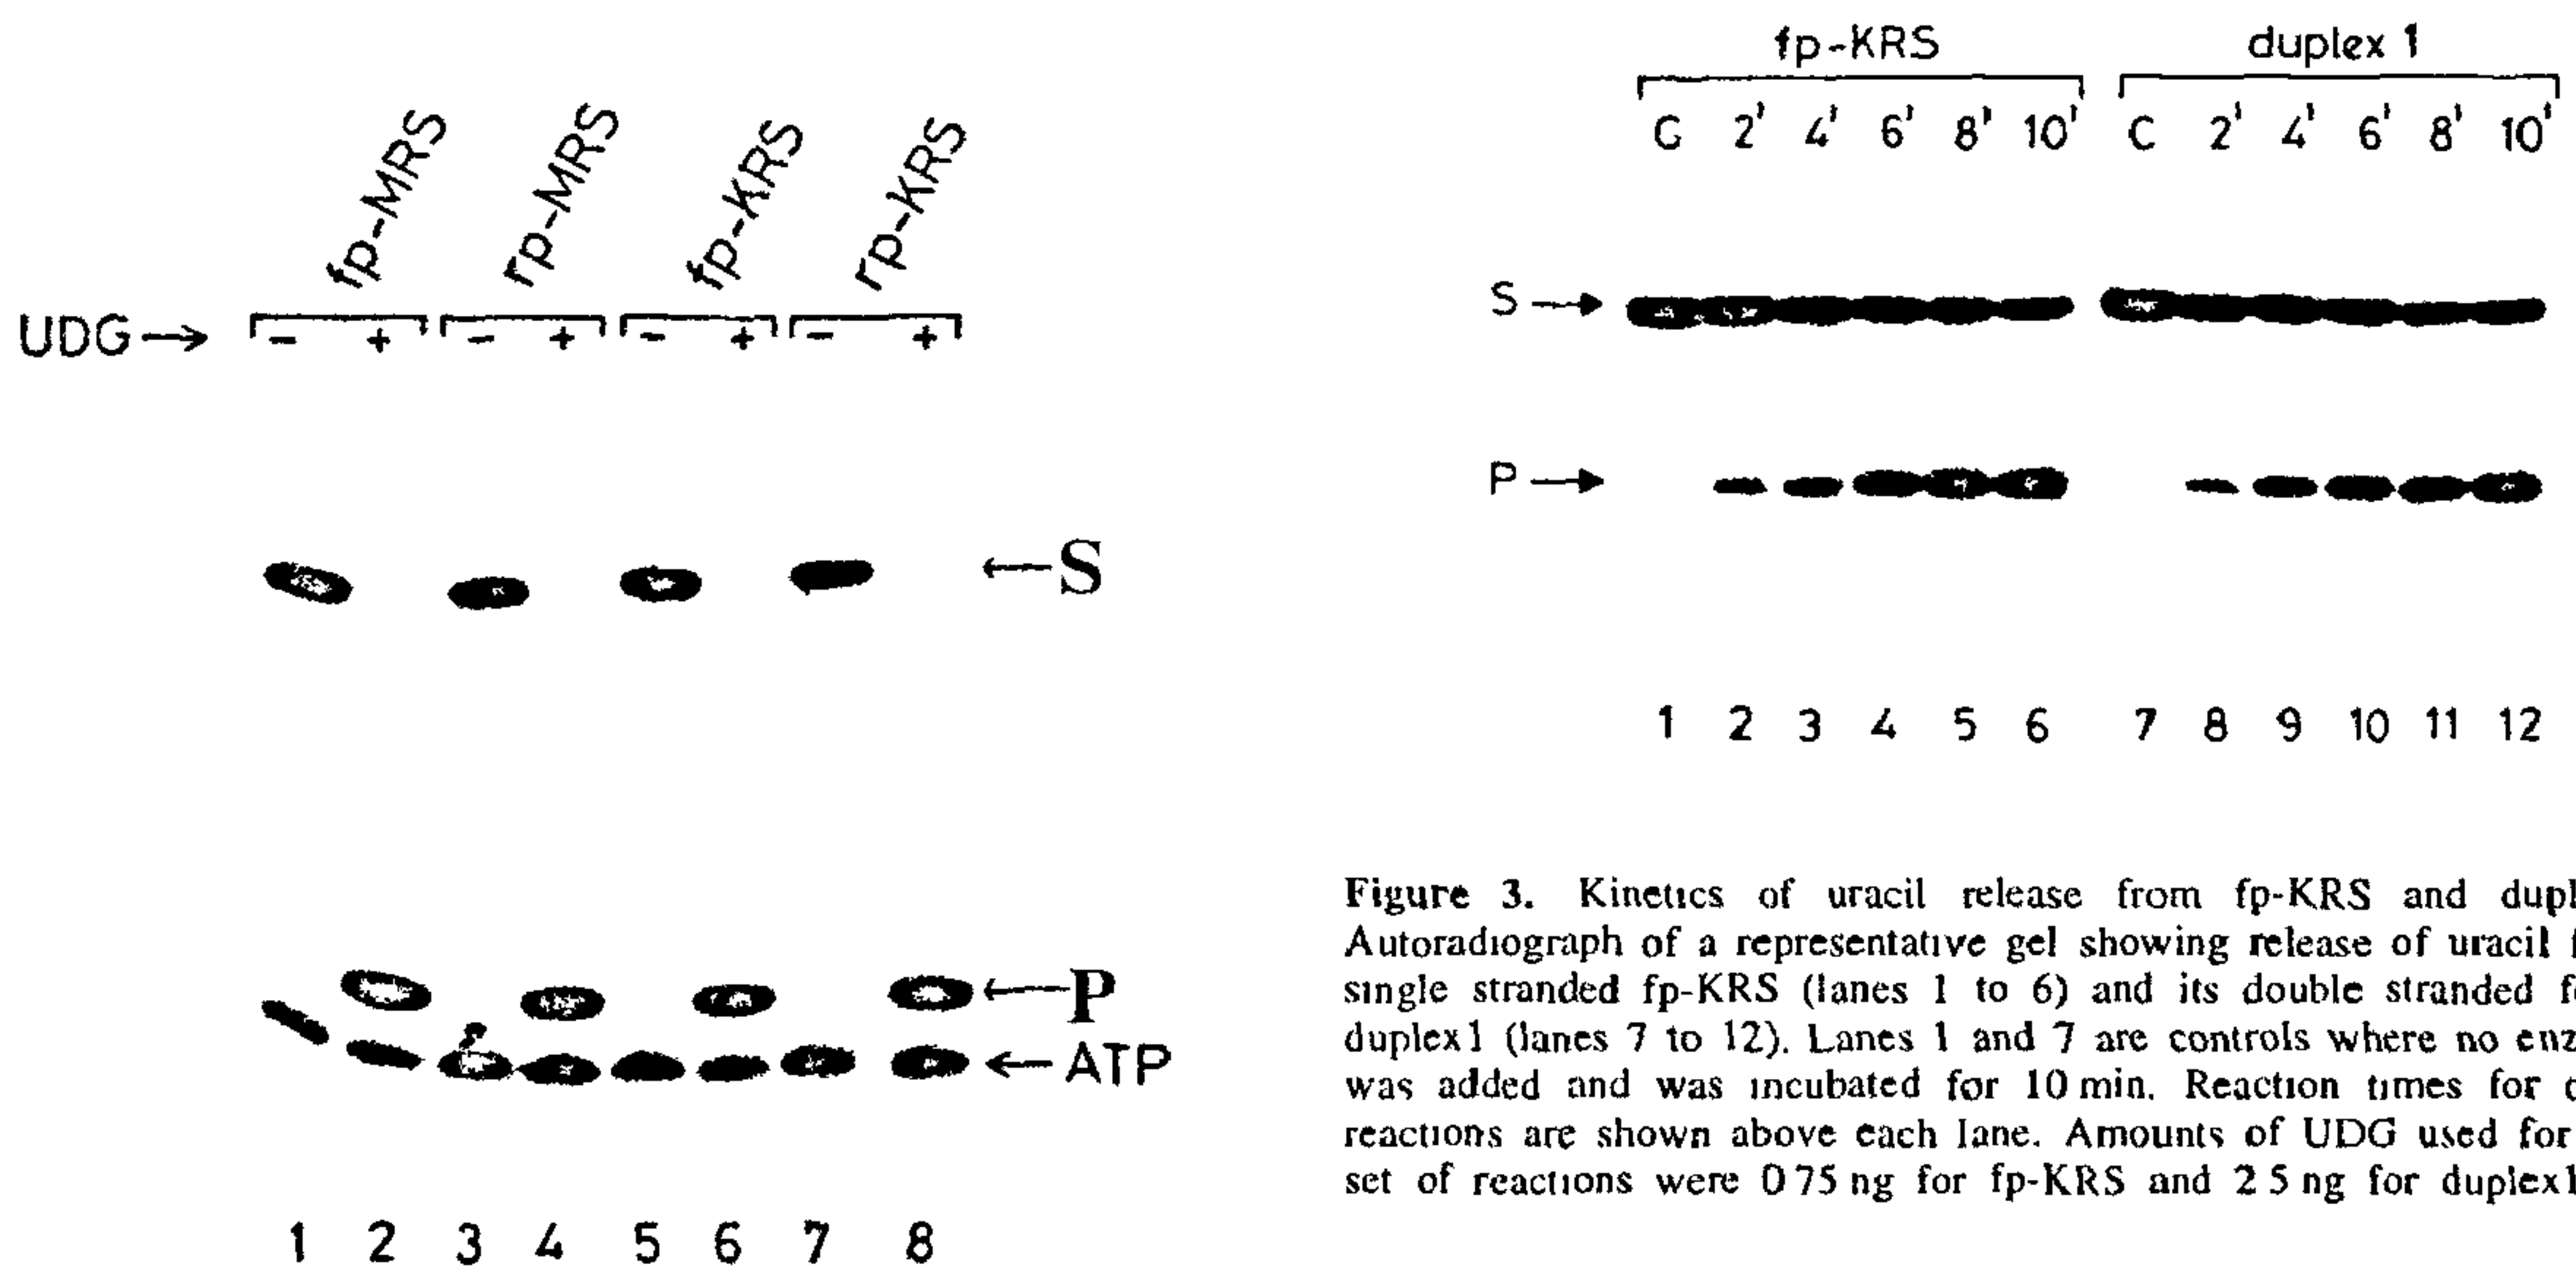 fp-MRS rp-MRS fp-KRS rp-KRS
UDG→ - + - + - + - +
←S
←P
←ATP
1 2 3 4 5 6 7 8
fp-KRS duplex 1
C 2' 4' 6' 8' 10' C 2' 4' 6' 8' 10'
S→
P→
1 2 3 4 5 6 7 8 9 10 11 12
Figure 3. Kinetics of uracil release from fp-KRS and dupl
Autoradiograph of a representative gel showing release of uracil
single stranded fp-KRS (lanes 1 to 6) and its double stranded
duplex1 (lanes 7 to 12). Lanes 1 and 7 are controls where no enz
was added and was incubated for 10 min. Reaction times for
reactions are shown above each lane. Amounts of UDG used for
set of reactions were 0 75 ng for fp-KRS and 2 5 ng for duplex1